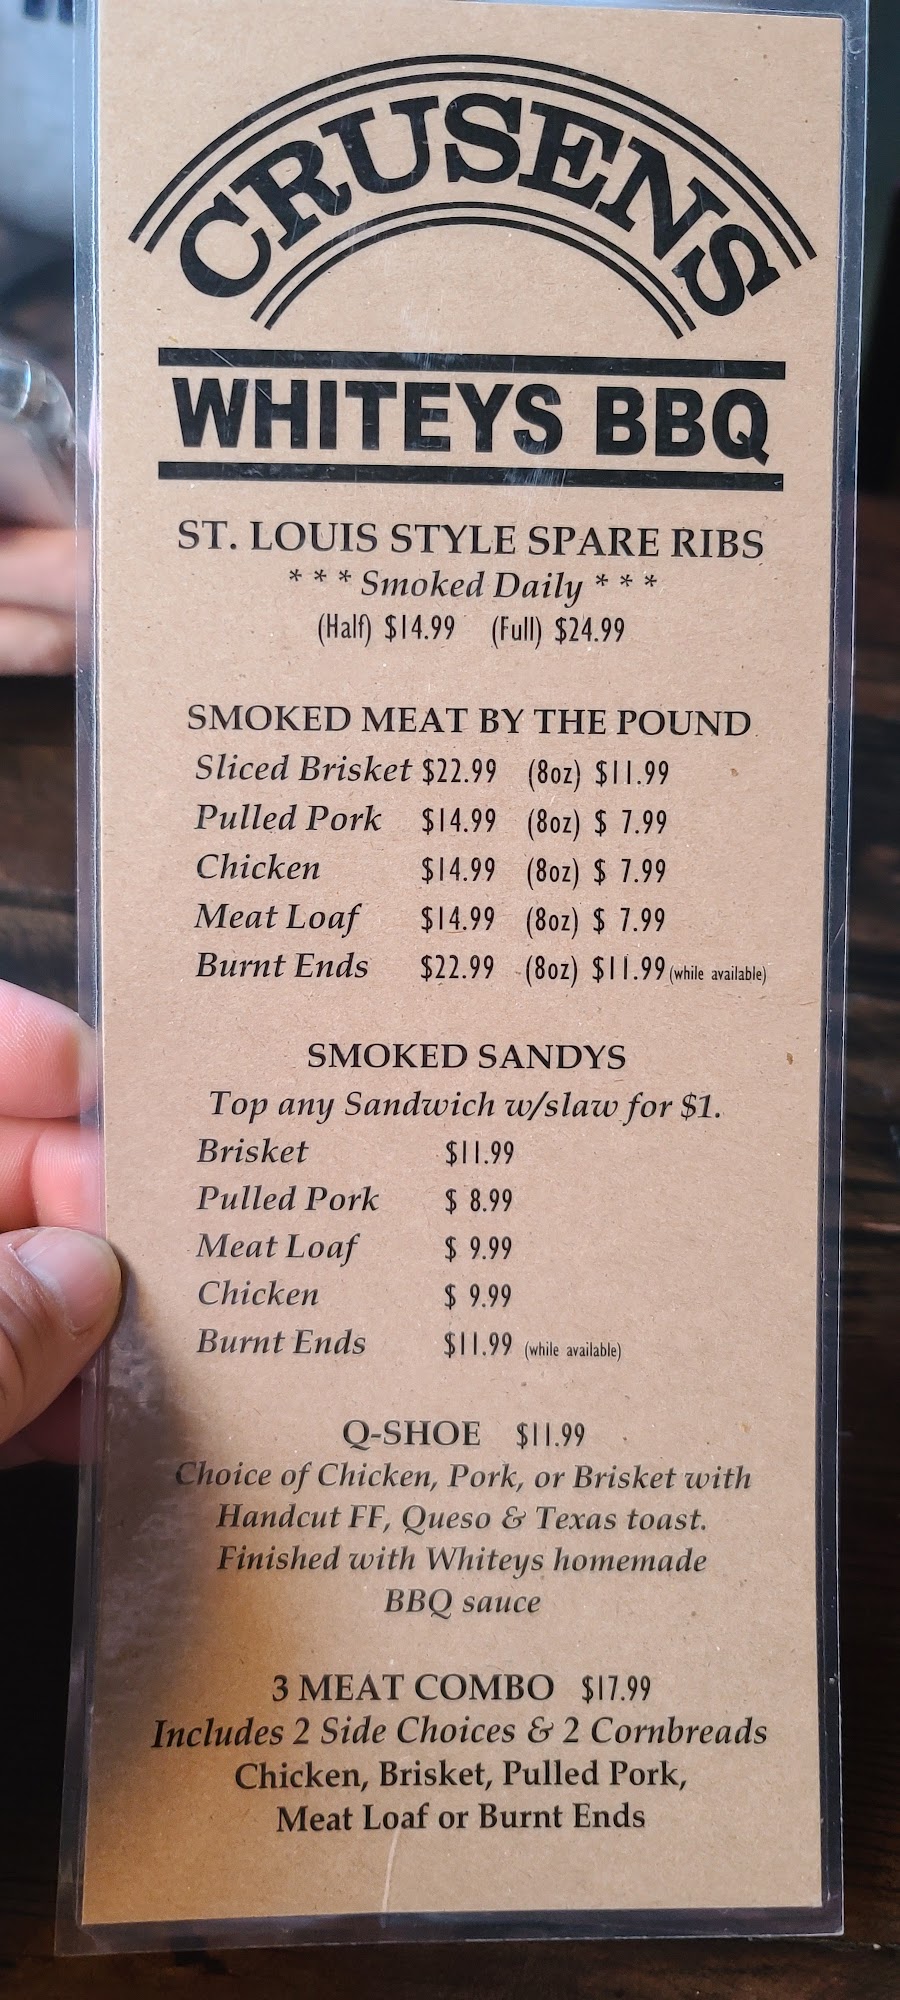 CRUSENS
WHITEYS BBQ
ST. LOUIS STYLE SPARE RIBS
* * * Smoked Daily * * *
(Half) $14.99 (Full) $24.99
SMOKED MEAT BY THE POUND
Sliced Brisket $22.99 (8oz) $11.99
Pulled Pork $14.99 (8oz) $ 7.99
Chicken $14.99 (8oz) $ 7.99
Meat Loaf $14.99 (8oz) $ 7.99
Burnt Ends $22.99 (8oz) $11.99 (while available)
SMOKED SANDYS
Top any Sandwich w/slaw for $1.
Brisket $11.99
Pulled Pork $ 8.99
Meat Loaf $ 9.99
Chicken $ 9.99
Burnt Ends $11.99 (while available)
Q-SHOE $11.99
Choice of Chicken, Pork, or Brisket with
Handcut FF, Queso & Texas toast.
Finished with Whiteys homemade
BBQ sauce
3 MEAT COMBO $17.99
Includes 2 Side Choices & 2 Cornbreads
Chicken, Brisket, Pulled Pork,
Meat Loaf or Burnt Ends